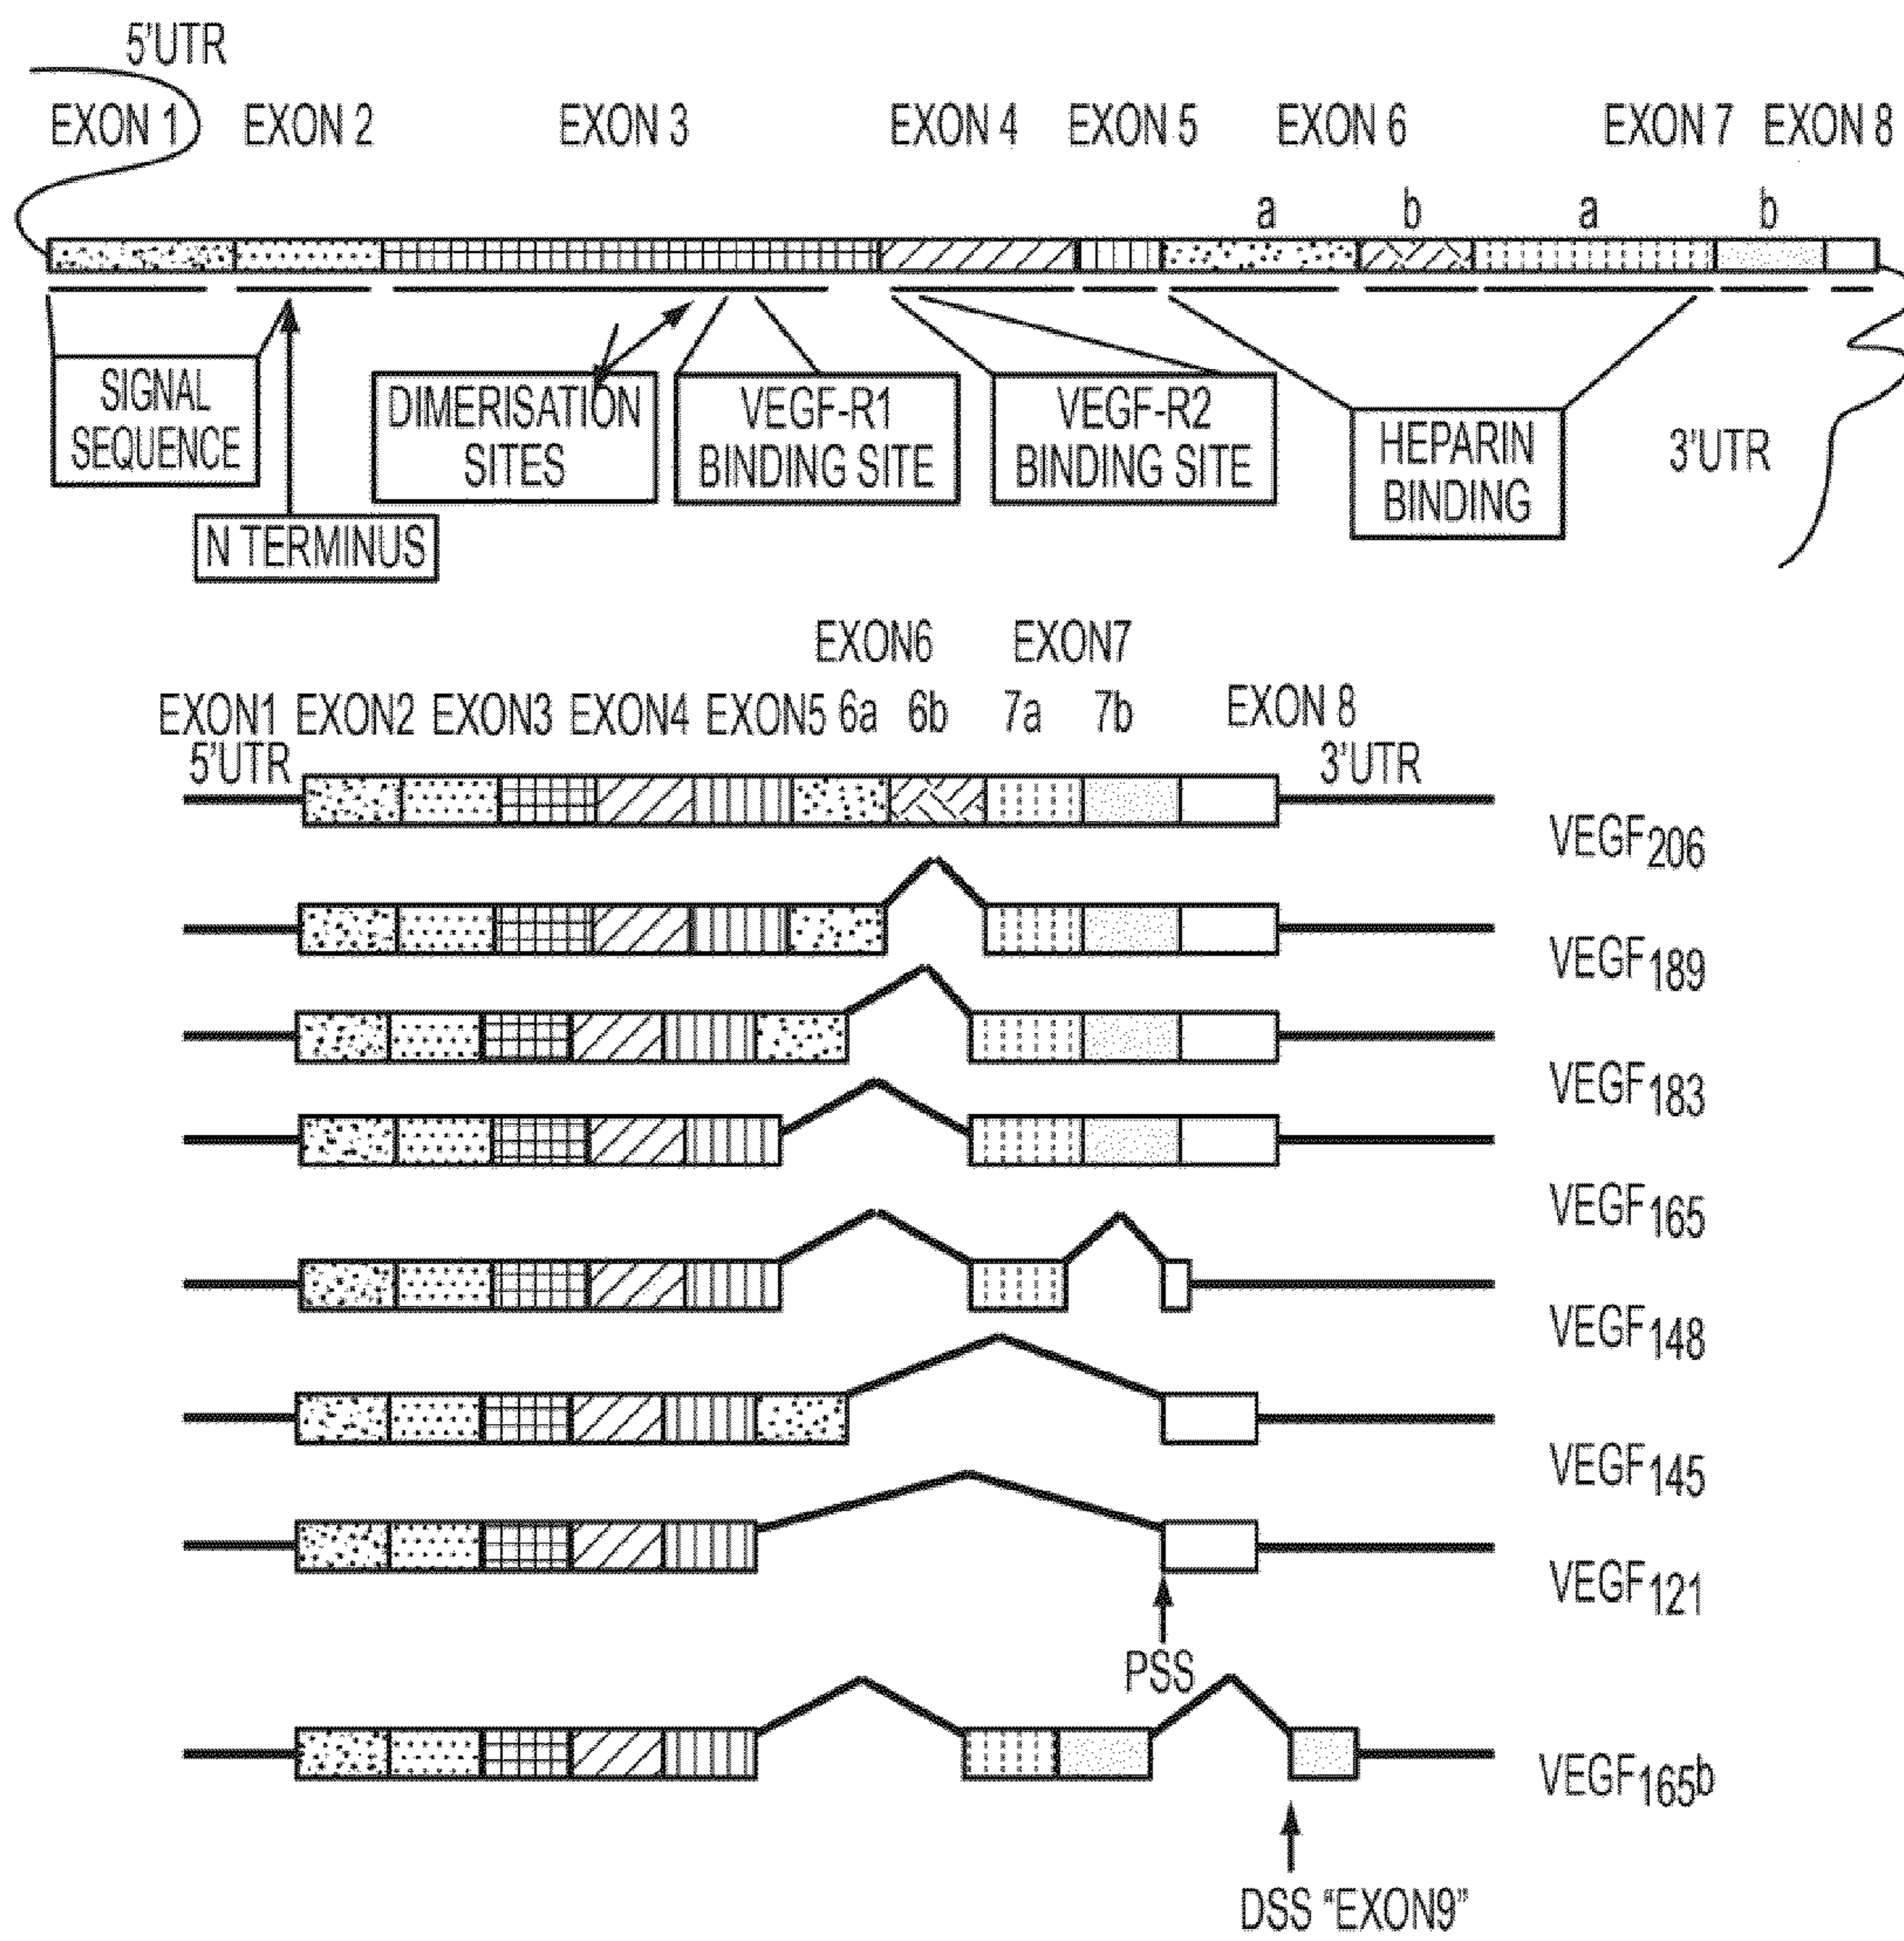 5'UTR
EXON 1 EXON 2 EXON 3 EXON 4 EXON 5 EXON 6 EXON 7 EXON 8
a b a b
SIGNAL
SEQUENCE
DIMERISATION
SITES
VEGF-R1
BINDING SITE
VEGF-R2
BINDING SITE
HEPARIN
BINDING
3'UTR
N TERMINUS
EXON6 EXON7
EXON1 EXON2 EXON3 EXON4 EXON5 6a 6b 7a 7b EXON 8
5'UTR 3'UTR
VEGF206
VEGF189
VEGF183
VEGF165
VEGF148
VEGF145
VEGF121
PSS
VEGF165b
DSS "EXON9"